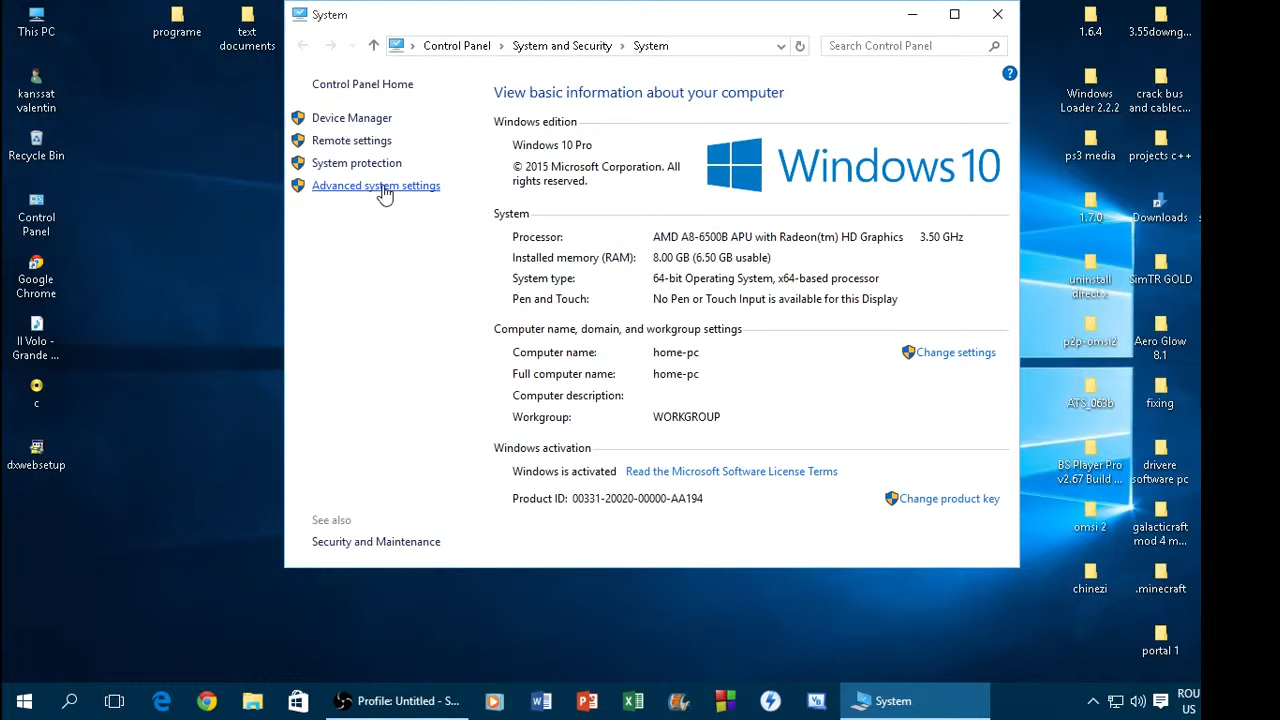 This PC
programe
text
documents
kanssat
valentin
Recycle Bin
Control
Panel
Google
Chrome
Il Volo -
Grande ...
c
dxwebsetup
System
Control Panel
System and Security
System
Search Control Panel
Control Panel Home
Device Manager
Remote settings
System protection
Advanced system settings
See also
Security and Maintenance
View basic information about your computer
Windows edition
Windows 10 Pro
© 2015 Microsoft Corporation. All
rights reserved.
Windows 10
System
Processor: AMD A8-6500B APU with Radeon(tm) HD Graphics 3.50 GHz
Installed memory (RAM): 8.00 GB (6.50 GB usable)
System type: 64-bit Operating System, x64-based processor
Pen and Touch: No Pen or Touch Input is available for this Display
Computer name, domain, and workgroup settings
Computer name: home-pc
Change settings
Full computer name: home-pc
Computer description:
Workgroup: WORKGROUP
Windows activation
Windows is activated Read the Microsoft Software License Terms
Product ID: 00331-20020-00000-AA194
Change product key
1.6.4
3.55downg...
Windows
Loader 2.2.2
crack bus
and cablec...
ps3 media
projects c++
1.7.0
Downloads
uninstall
direct x
SimTR GOLD
p2p-omsi2
Aero Glow
8.1
ATS_063b
fixing
BS Player Pro
v2.67 Build ...
drivere
software pc
omsi 2
galacticraft
mod 4 m...
chinezi
.minecraft
portal 1
Profile: Untitled - S...
System
ROU
US